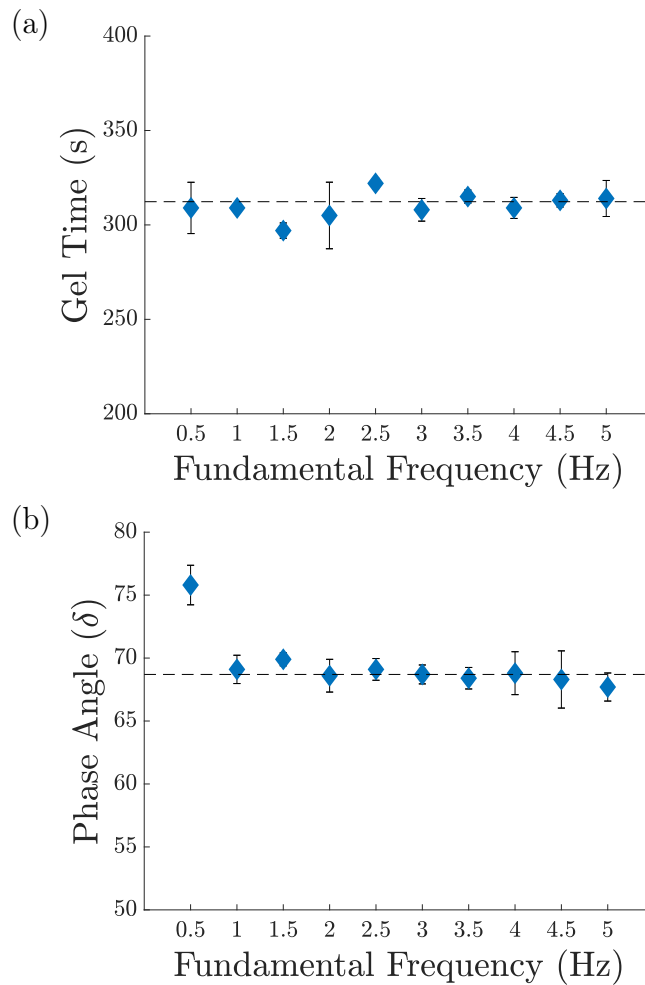 (a)
400
350
300
250
200
Gel Time (s)
0.5 1 1.5 2 2.5 3 3.5 4 4.5 5
Fundamental Frequency (Hz)
(b)
80
75
70
65
60
55
50
Phase Angle (δ)
0.5 1 1.5 2 2.5 3 3.5 4 4.5 5
Fundamental Frequency (Hz)